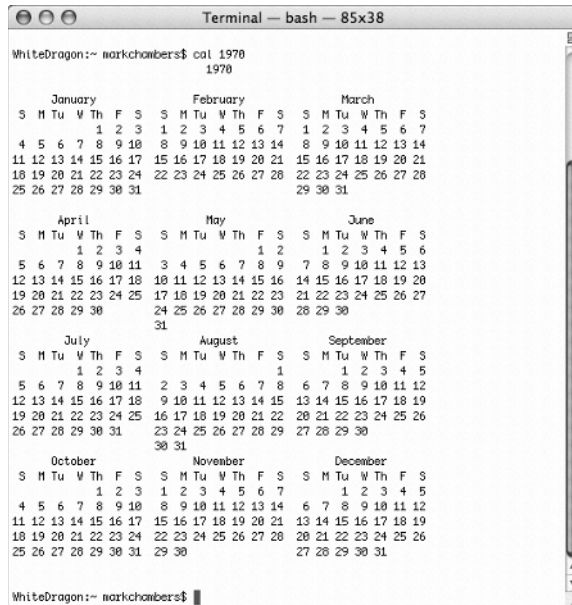 Terminal — bash — 85x38
WhiteDragon:~ markchambers$ cal 1970
                             1970

      January               February               March
 S  M Tu  W Th  F  S   S  M Tu  W Th  F  S   S  M Tu  W Th  F  S
             1  2  3   1  2  3  4  5  6  7   1  2  3  4  5  6  7
 4  5  6  7  8  9 10   8  9 10 11 12 13 14   8  9 10 11 12 13 14
11 12 13 14 15 16 17  15 16 17 18 19 20 21  15 16 17 18 19 20 21
18 19 20 21 22 23 24  22 23 24 25 26 27 28  22 23 24 25 26 27 28
25 26 27 28 29 30 31                        29 30 31

       April                  May                   June
 S  M Tu  W Th  F  S   S  M Tu  W Th  F  S   S  M Tu  W Th  F  S
          1  2  3  4                  1  2      1  2  3  4  5  6
 5  6  7  8  9 10 11   3  4  5  6  7  8  9   7  8  9 10 11 12 13
12 13 14 15 16 17 18  10 11 12 13 14 15 16  14 15 16 17 18 19 20
19 20 21 22 23 24 25  17 18 19 20 21 22 23  21 22 23 24 25 26 27
26 27 28 29 30        24 25 26 27 28 29 30  28 29 30
                      31
        July                 August              September
 S  M Tu  W Th  F  S   S  M Tu  W Th  F  S   S  M Tu  W Th  F  S
          1  2  3  4                     1         1  2  3  4  5
 5  6  7  8  9 10 11   2  3  4  5  6  7  8   6  7  8  9 10 11 12
12 13 14 15 16 17 18   9 10 11 12 13 14 15  13 14 15 16 17 18 19
19 20 21 22 23 24 25  16 17 18 19 20 21 22  20 21 22 23 24 25 26
26 27 28 29 30 31     23 24 25 26 27 28 29  27 28 29 30
                      30 31
      October               November              December
 S  M Tu  W Th  F  S   S  M Tu  W Th  F  S   S  M Tu  W Th  F  S
             1  2  3   1  2  3  4  5  6  7         1  2  3  4  5
 4  5  6  7  8  9 10   8  9 10 11 12 13 14   6  7  8  9 10 11 12
11 12 13 14 15 16 17  15 16 17 18 19 20 21  13 14 15 16 17 18 19
18 19 20 21 22 23 24  22 23 24 25 26 27 28  20 21 22 23 24 25 26
25 26 27 28 29 30 31  29 30                 27 28 29 30 31

WhiteDragon:~ markchambers$